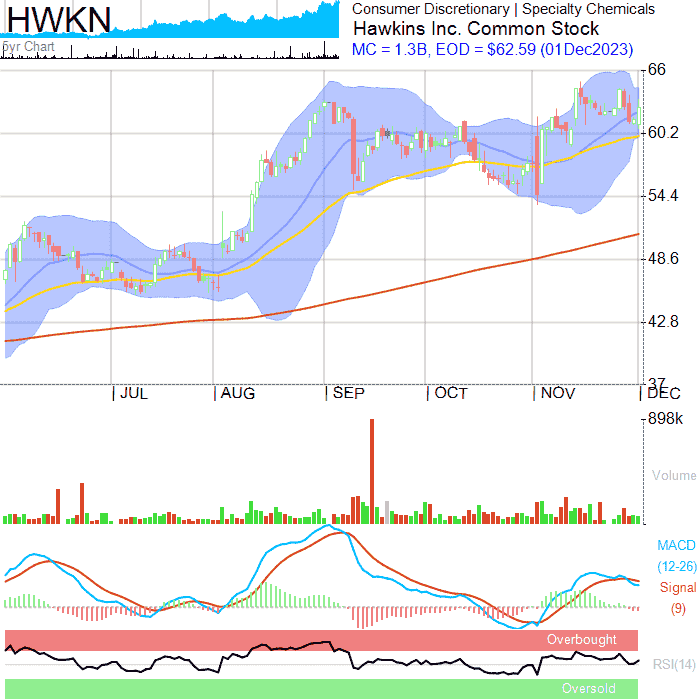 HWKN
5yr Chart
Consumer Discretionary | Specialty Chemicals
Hawkins Inc. Common Stock
MC = 1.3B, EOD = $62.59 (01Dec2023)
66
60.2
54.4
48.6
42.8
37
| JUL | AUG | SEP | OCT | NOV | DEC
898k
Volume
MACD
(12-26)
Signal
(9)
Overbought
RSI(14)
Oversold